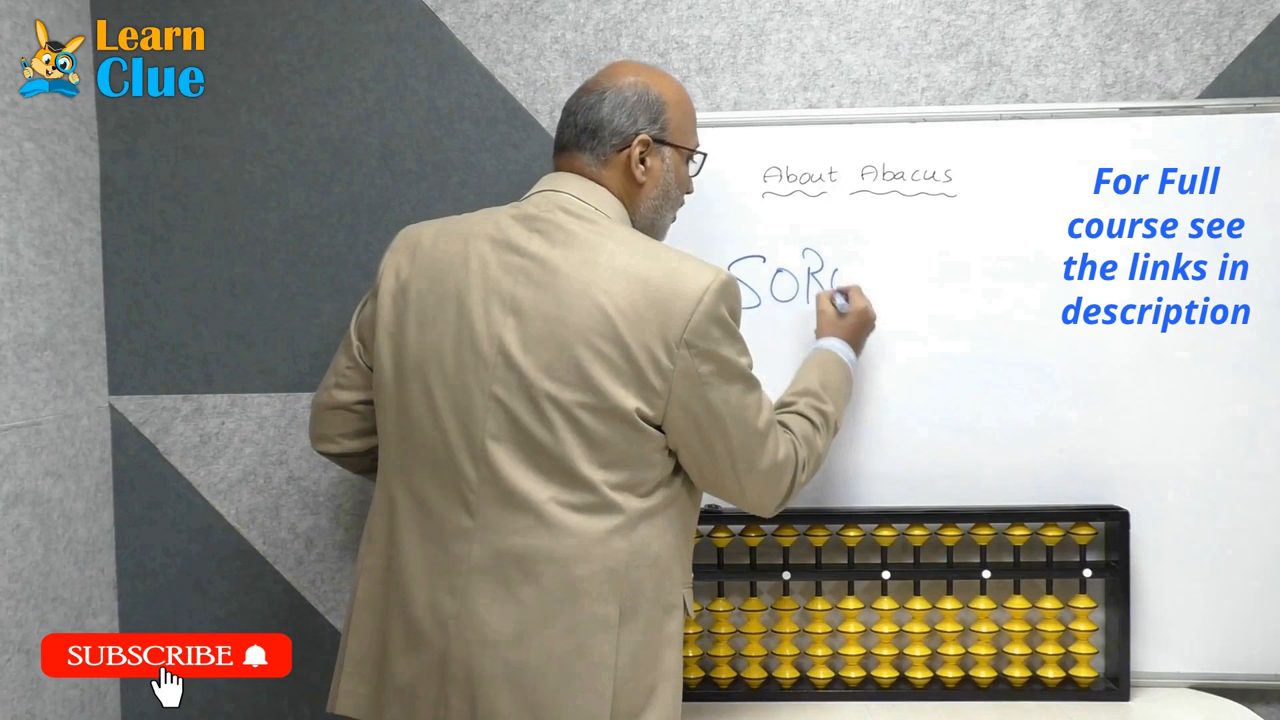 Learn
Clue
About Abacus
SOR
For Full
course see
the links in
description
SUBSCRIBE